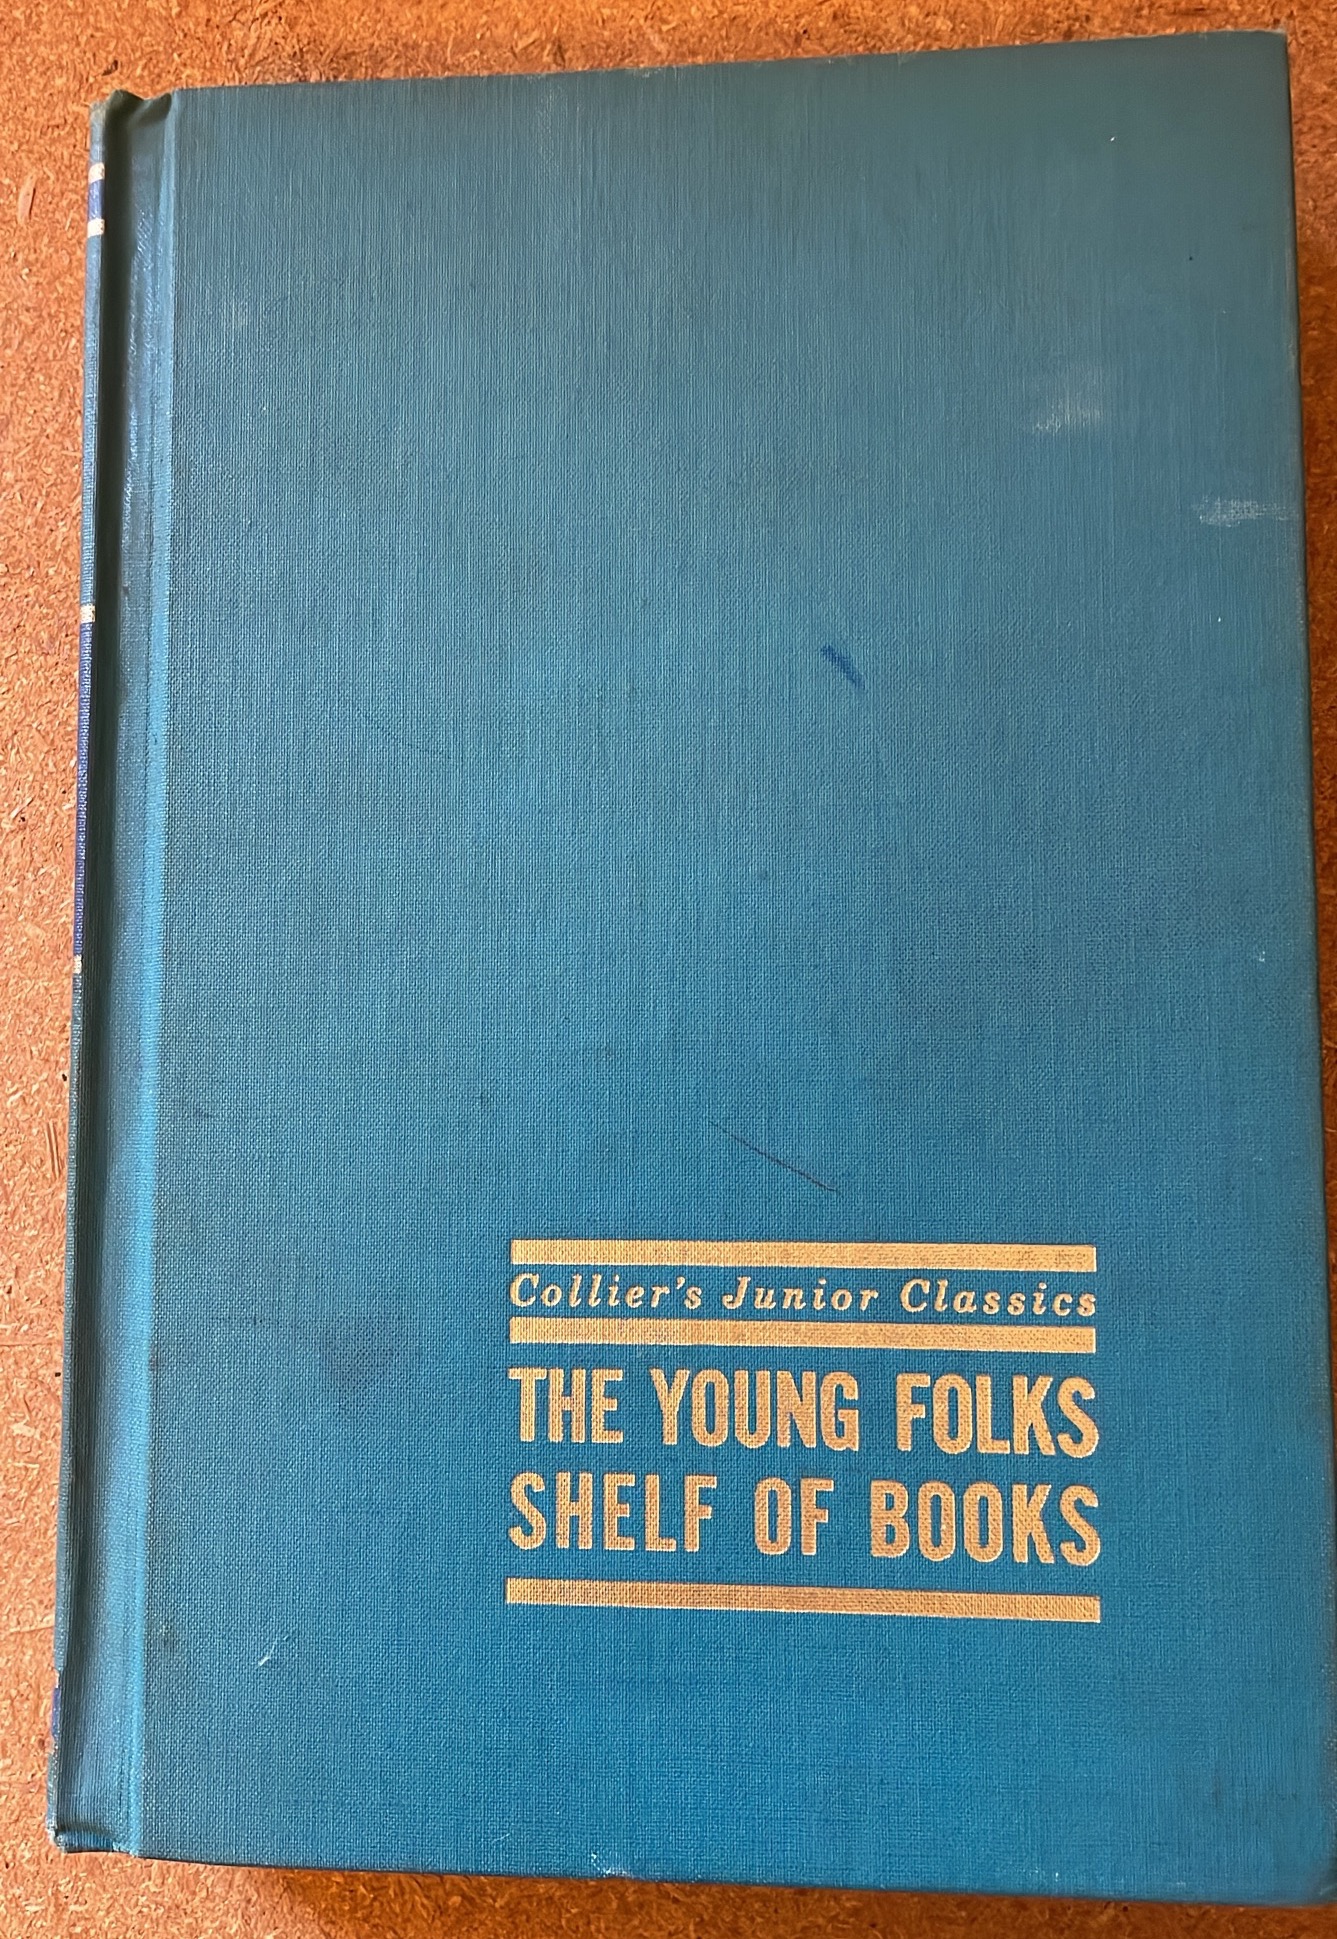 Collier's Junior Classics
THE YOUNG FOLKS
SHELF OF BOOKS